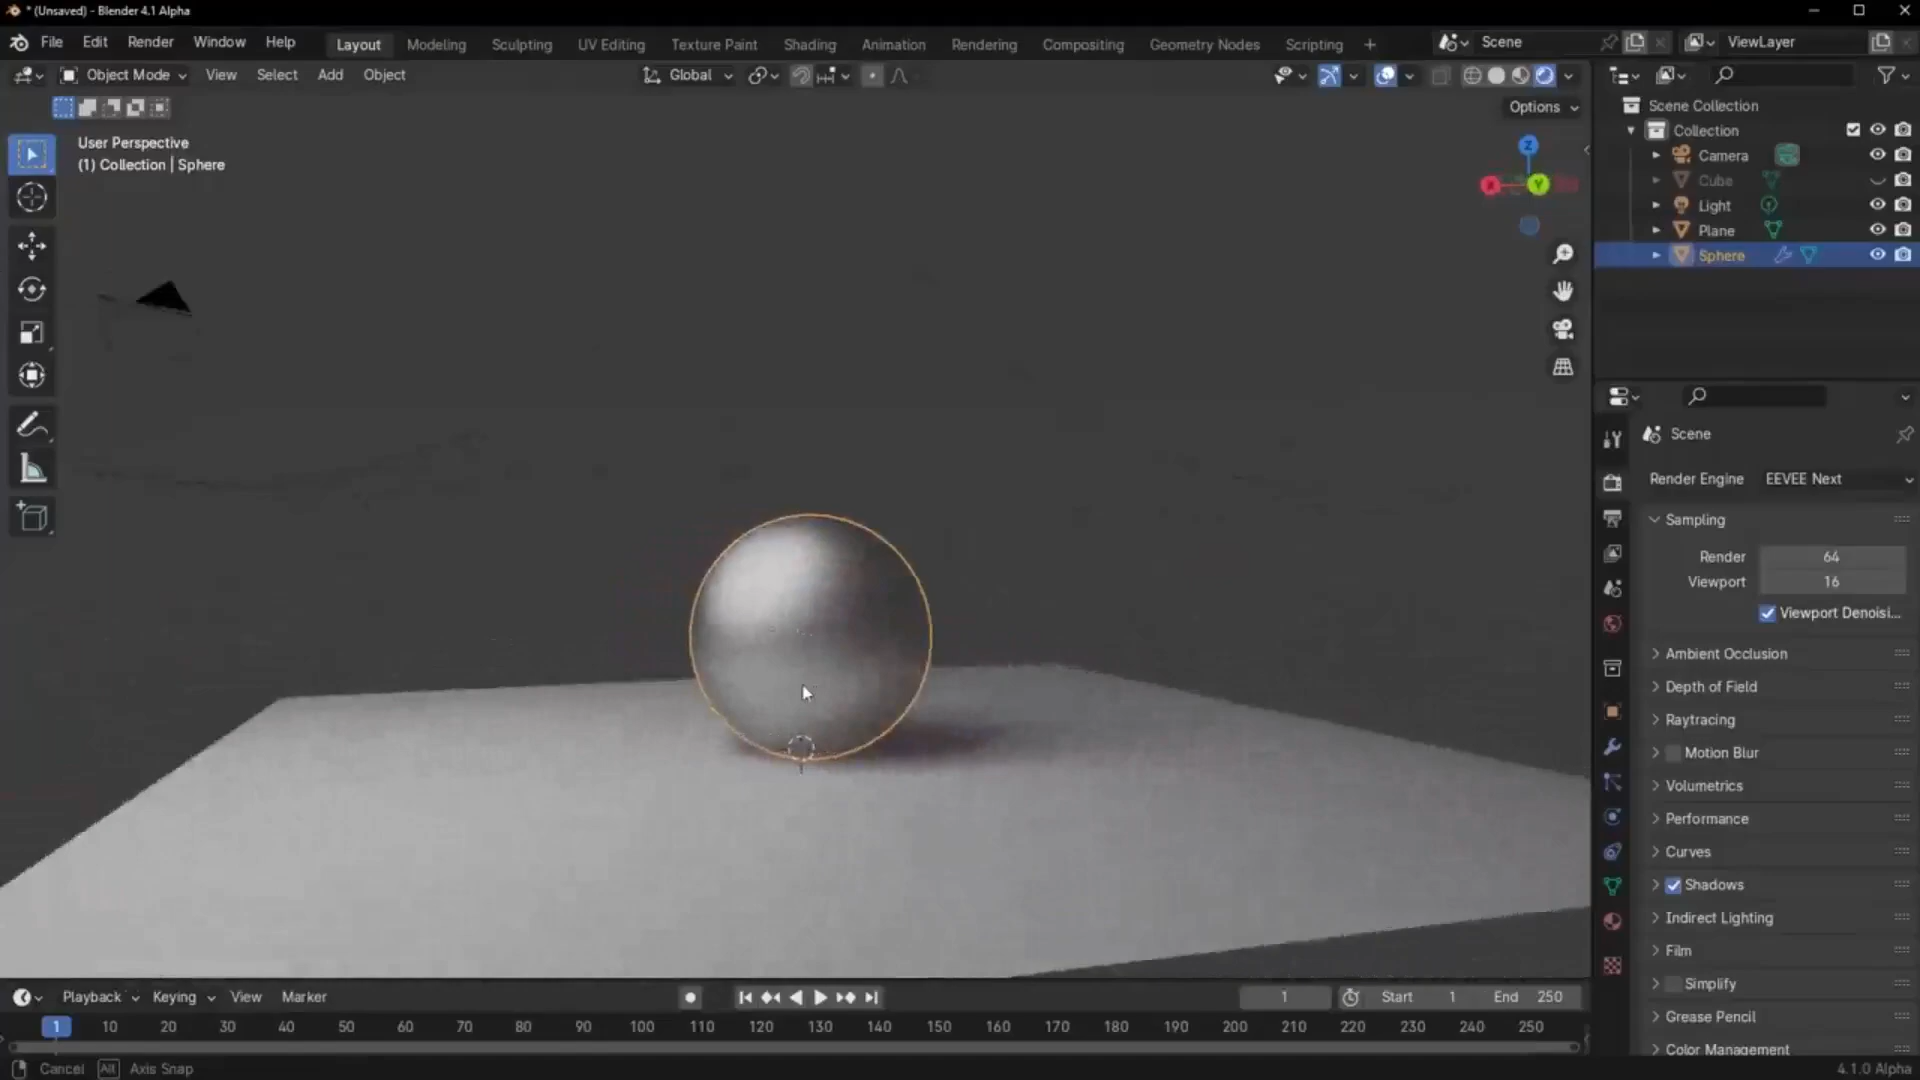 * (Unsaved) - Blender 4.1 Alpha
File Edit Render Window Help Layout Modeling Sculpting UV Editing Texture Paint Shading Animation Rendering Compositing Geometry Nodes Scripting + Scene ViewLayer
Object Mode View Select Add Object Global
Options
User Perspective
(1) Collection | Sphere
Z
X
Y
Scene Collection
Collection
Camera
Cube
Light
Plane
Sphere
Scene
Render Engine EEVEE Next
Sampling
Render 64
Viewport 16
Viewport Denoisi...
Ambient Occlusion
Depth of Field
Raytracing
Motion Blur
Volumetrics
Performance
Curves
Shadows
Indirect Lighting
Film
Simplify
Grease Pencil
Color Management
Playback Keying View Marker 1 Start 1 End 250
1 10 20 30 40 50 60 70 80 90 100 110 120 130 140 150 160 170 180 190 200 210 220 230 240 250
Cancel Alt Axis Snap 4.1.0 Alpha